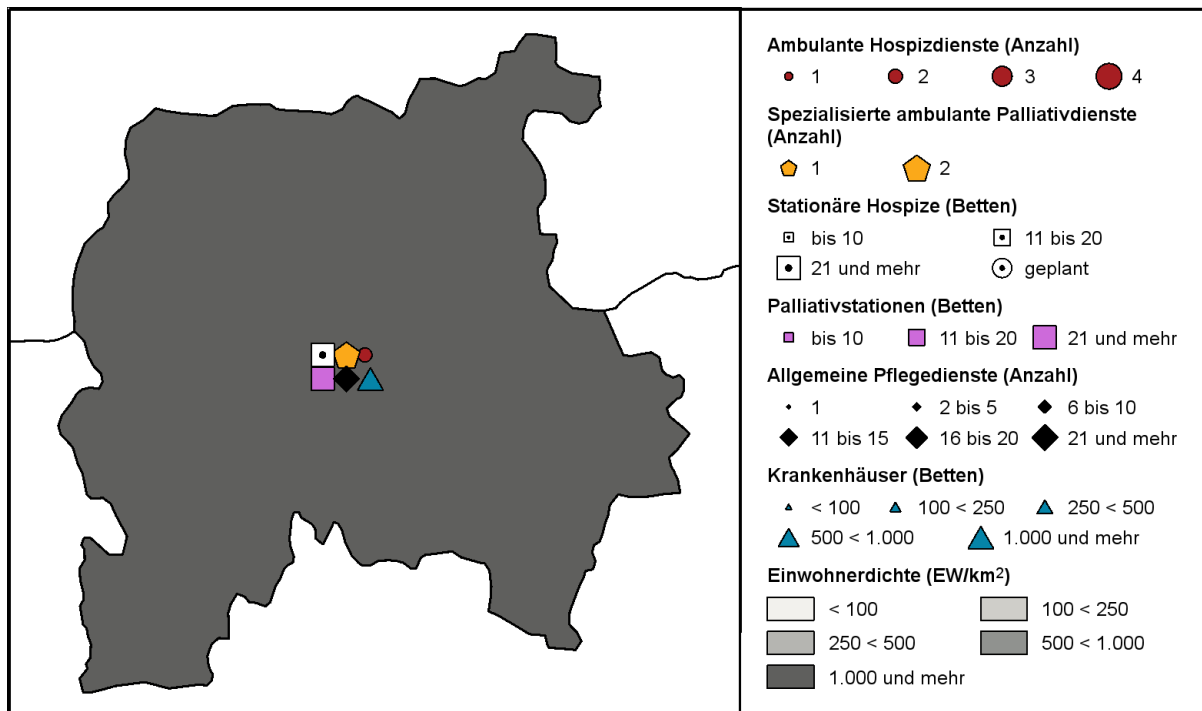 Ambulante Hospizdienste (Anzahl)
1 2 3 4
Spezialisierte ambulante Palliativdienste
(Anzahl)
1 2
Stationäre Hospize (Betten)
bis 10 11 bis 20
21 und mehr geplant
Palliativstationen (Betten)
bis 10 11 bis 20 21 und mehr
Allgemeine Pflegedienste (Anzahl)
1 2 bis 5 6 bis 10
11 bis 15 16 bis 20 21 und mehr
Krankenhäuser (Betten)
< 100 100 < 250 250 < 500
500 < 1.000 1.000 und mehr
Einwohnerdichte (EW/km²)
< 100 100 < 250
250 < 500 500 < 1.000
1.000 und mehr